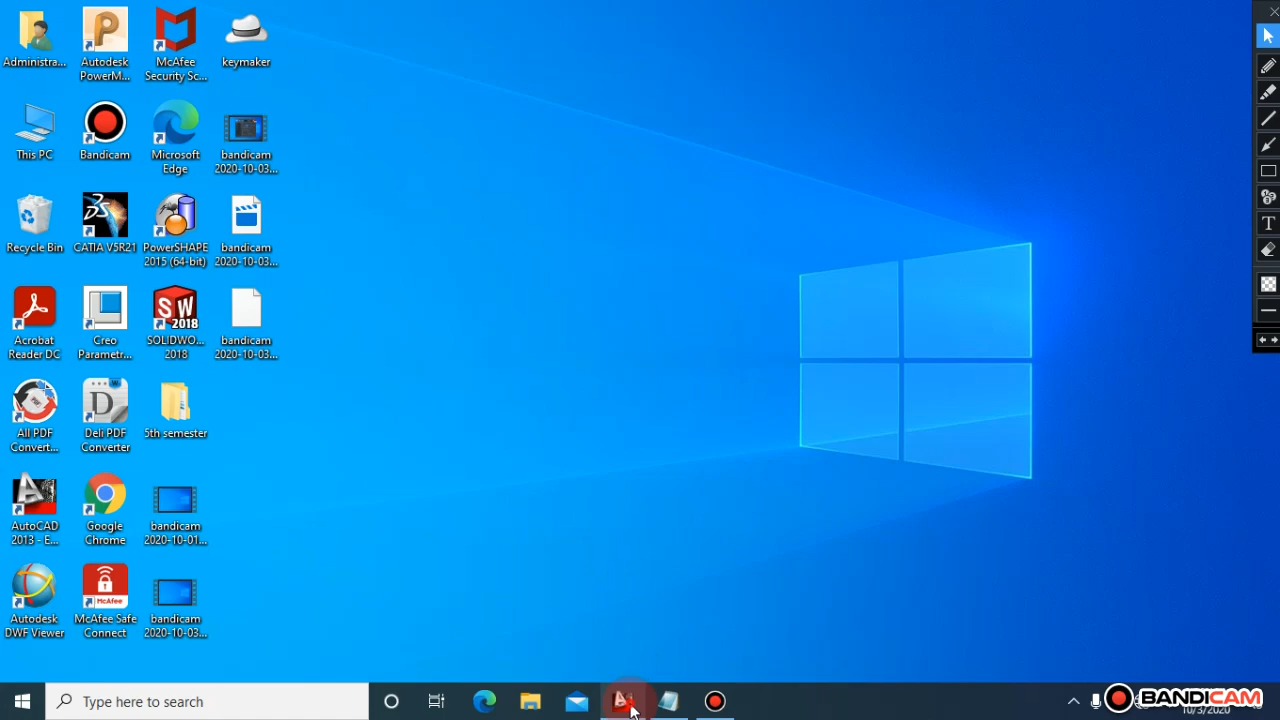 Administra...
Autodesk
PowerM...
McAfee
Security Sc...
keymaker
This PC
Bandicam
Microsoft
Edge
bandicam
2020-10-03...
Recycle Bin
CATIA V5R21
PowerSHAPE
2015 (64-bit)
bandicam
2020-10-03...
Acrobat
Reader DC
Creo
Parametr...
SW
2018
SOLIDWO...
2018
bandicam
2020-10-03...
All PDF
Convert...
Deli PDF
Converter
5th semester
AutoCAD
2013 - E...
Google
Chrome
bandicam
2020-10-01...
Autodesk
DWF Viewer
McAfee
McAfee Safe
Connect
bandicam
2020-10-03...
Type here to search
BANDICAM
10/3/2020